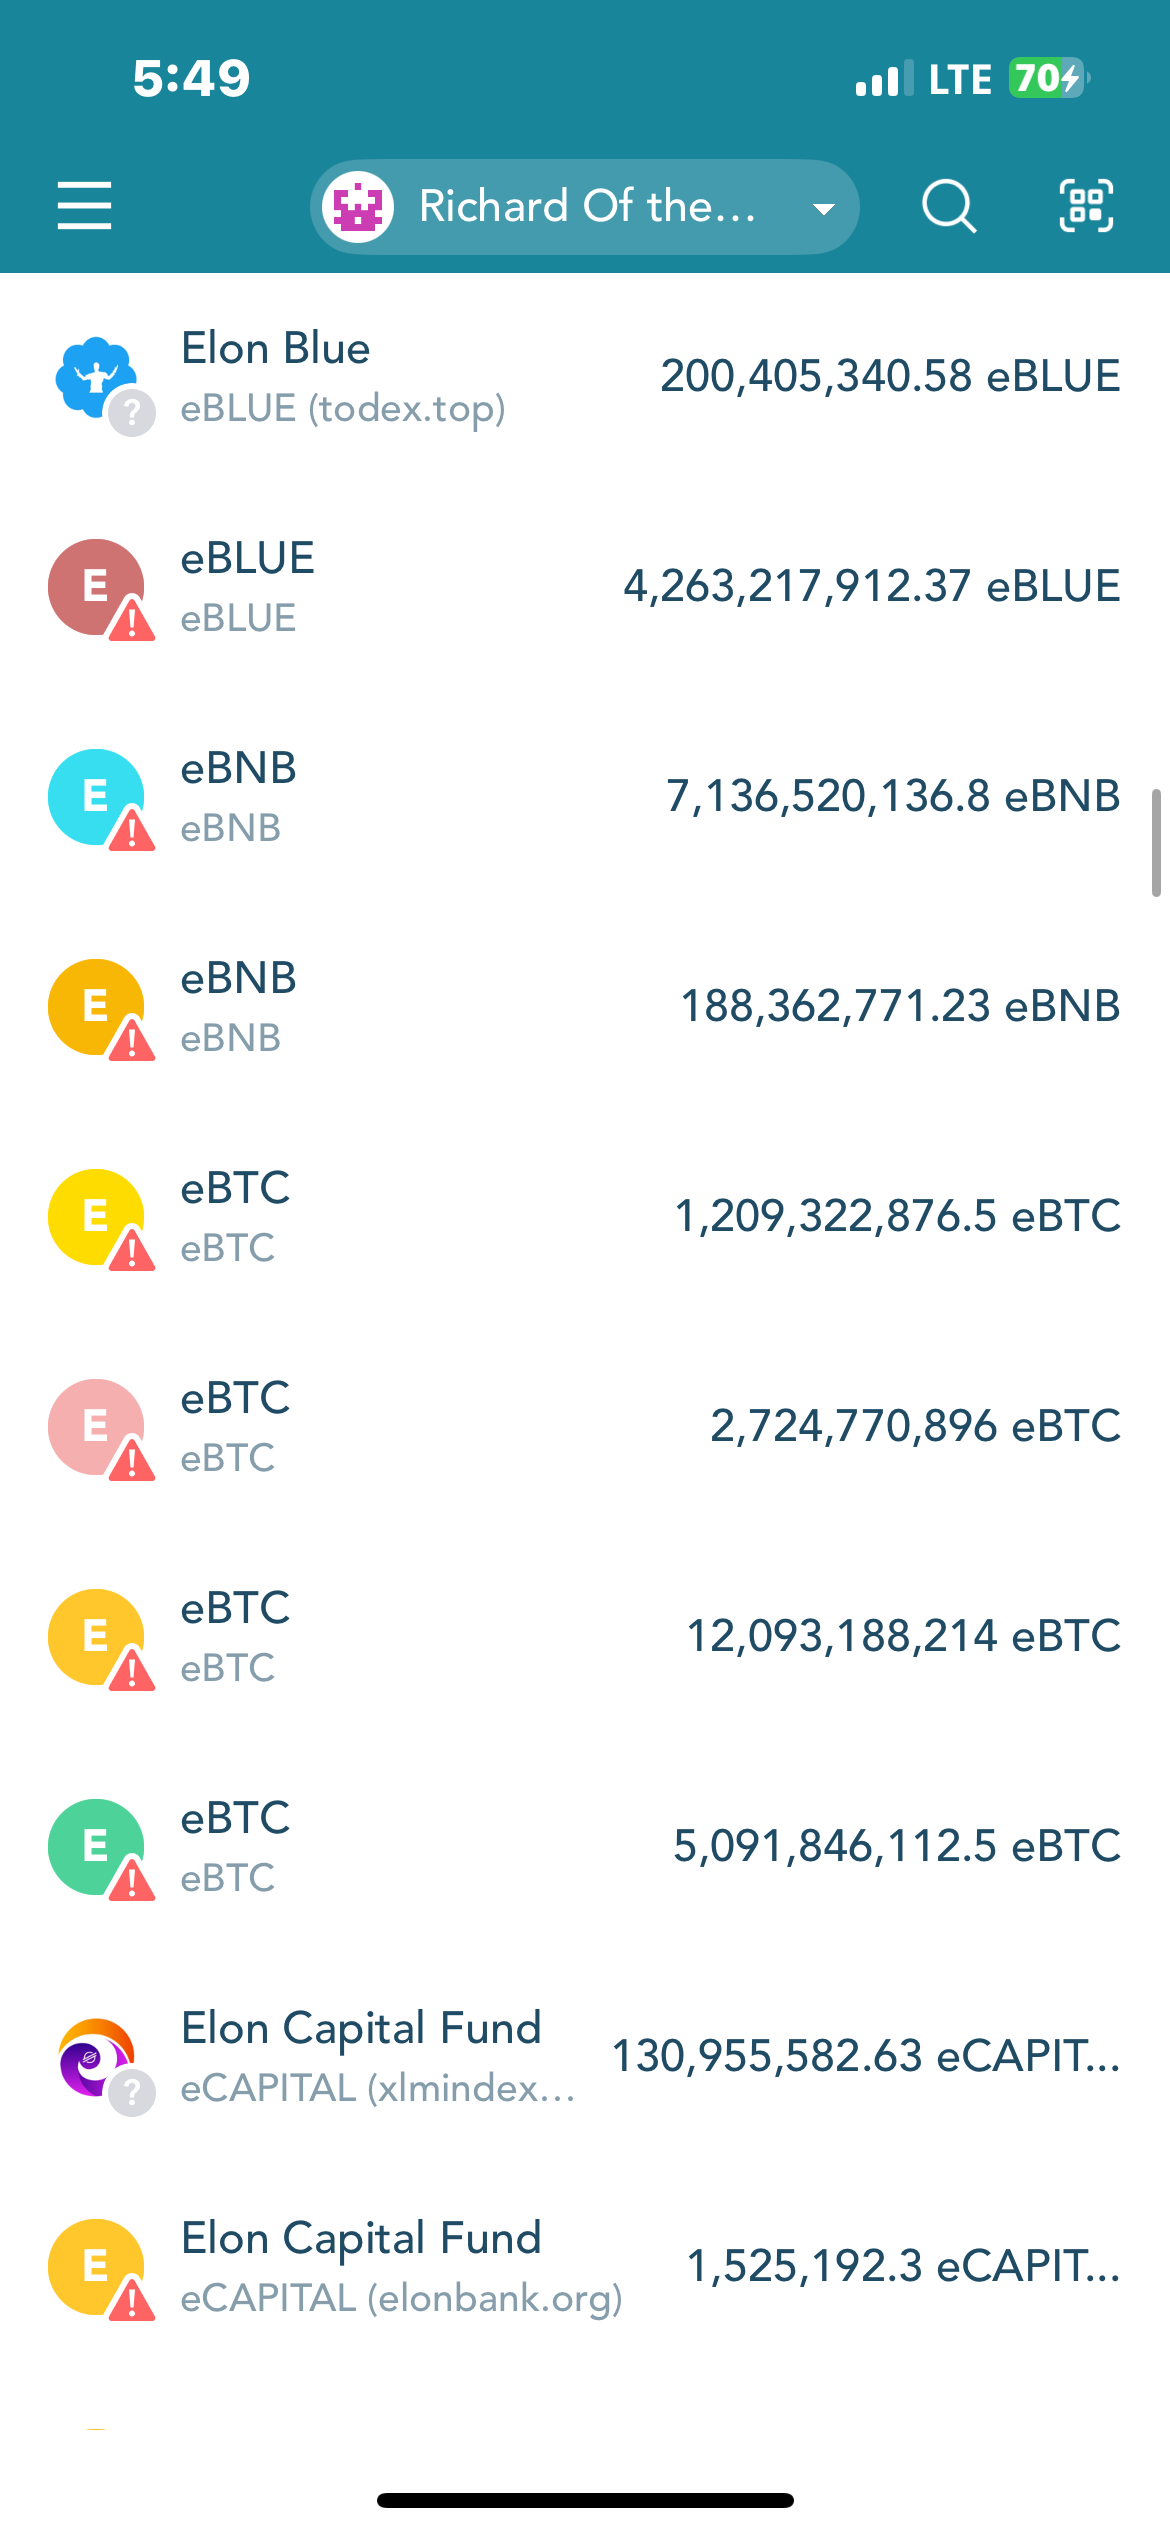 5:49
LTE 70
Richard Of the...
Elon Blue
eBLUE (todex.top)
200,405,340.58 eBLUE
?
E
eBLUE
eBLUE
4,263,217,912.37 eBLUE
!
E
eBNB
eBNB
7,136,520,136.8 eBNB
!
E
eBNB
eBNB
188,362,771.23 eBNB
!
E
eBTC
eBTC
1,209,322,876.5 eBTC
!
E
eBTC
eBTC
2,724,770,896 eBTC
!
E
eBTC
eBTC
12,093,188,214 eBTC
!
E
eBTC
eBTC
5,091,846,112.5 eBTC
!
Elon Capital Fund
eCAPITAL (xlmindex...
130,955,582.63 eCAPIT...
?
E
Elon Capital Fund
eCAPITAL (elonbank.org)
1,525,192.3 eCAPIT...
!